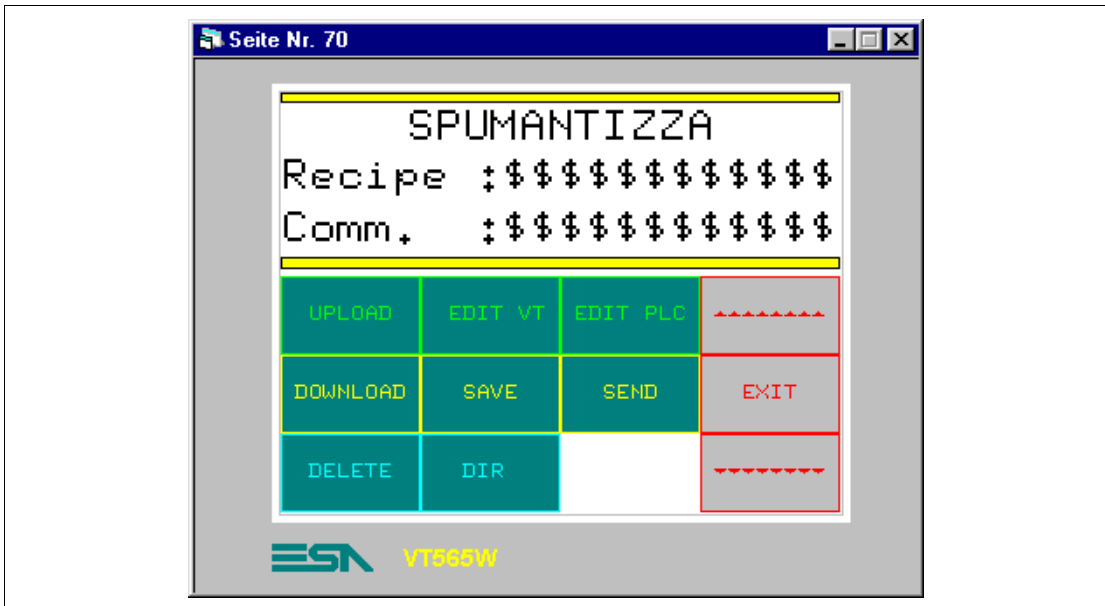 Seite Nr. 70
SPUMANTIZZA
Recipe :$$$$$$$$$$$$
Comm. :$$$$$$$$$$$$
UPLOAD EDIT VT EDIT PLC
DOWNLOAD SAVE SEND EXIT
DELETE DIR
ESA VT565W